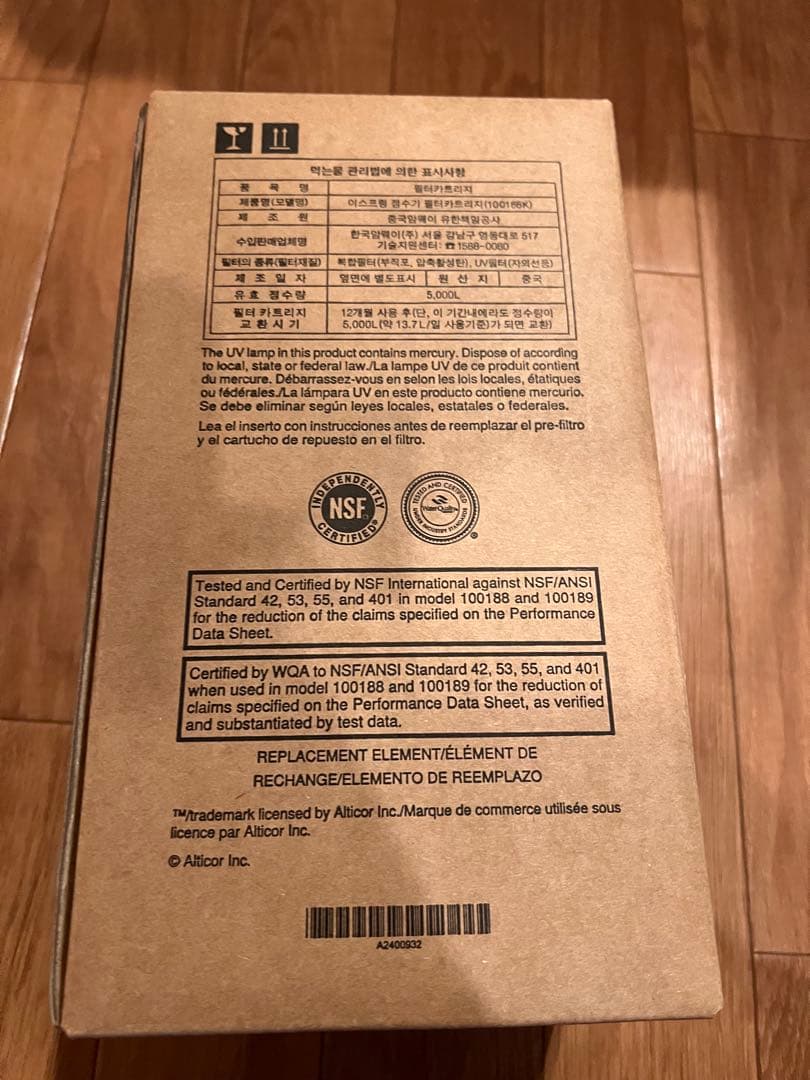 먹는물 관리법에 의한 표시사항
품 목 명 필터카트리지
제품명(모델명) 이스프링 정수기 필터카트리지(100186K)
제 조 원 중국암웨이 유한책임공사
수입판매업체명 한국암웨이(주) 서울 강남구 영동대로 517
기술지원센터: ☎ 1588-0080
필터의 종류(필터재질) 복합필터(부직포, 압축활성탄), UV필터(자외선등)
제 조 일 자 옆면에 별도표시 원 산 지 중국
유 효 정 수 량 5,000L
필터 카트리지 12개월 사용 후(단, 이 기간내에라도 정수량이
교 환 시 기 5,000L(약 13.7L/일 사용기준)가 되면 교환)
The UV lamp in this product contains mercury. Dispose of according
to local, state or federal law./La lampe UV de ce produit contient
du mercure. Débarrassez-vous en selon les lois locales, étatiques
ou fédérales./La lámpara UV en este producto contiene mercurio.
Se debe eliminar según leyes locales, estatales o federales.
Lea el inserto con instrucciones antes de reemplazar el pre-filtro
y el cartucho de repuesto en el filtro.
INDEPENDENTLY
NSF
CERTIFIED
TESTED AND CERTIFIED
WaterQuality
UNDER INDUSTRY STANDARDS
Tested and Certified by NSF International against NSF/ANSI
Standard 42, 53, 55, and 401 in model 100188 and 100189
for the reduction of the claims specified on the Performance
Data Sheet.
Certified by WQA to NSF/ANSI Standard 42, 53, 55, and 401
when used in model 100188 and 100189 for the reduction of
claims specified on the Performance Data Sheet, as verified
and substantiated by test data.
REPLACEMENT ELEMENT/ÉLÉMENT DE
RECHANGE/ELEMENTO DE REEMPLAZO
™/trademark licensed by Alticor Inc./Marque de commerce utilisée sous
licence par Alticor Inc.
© Alticor Inc.
A2400932